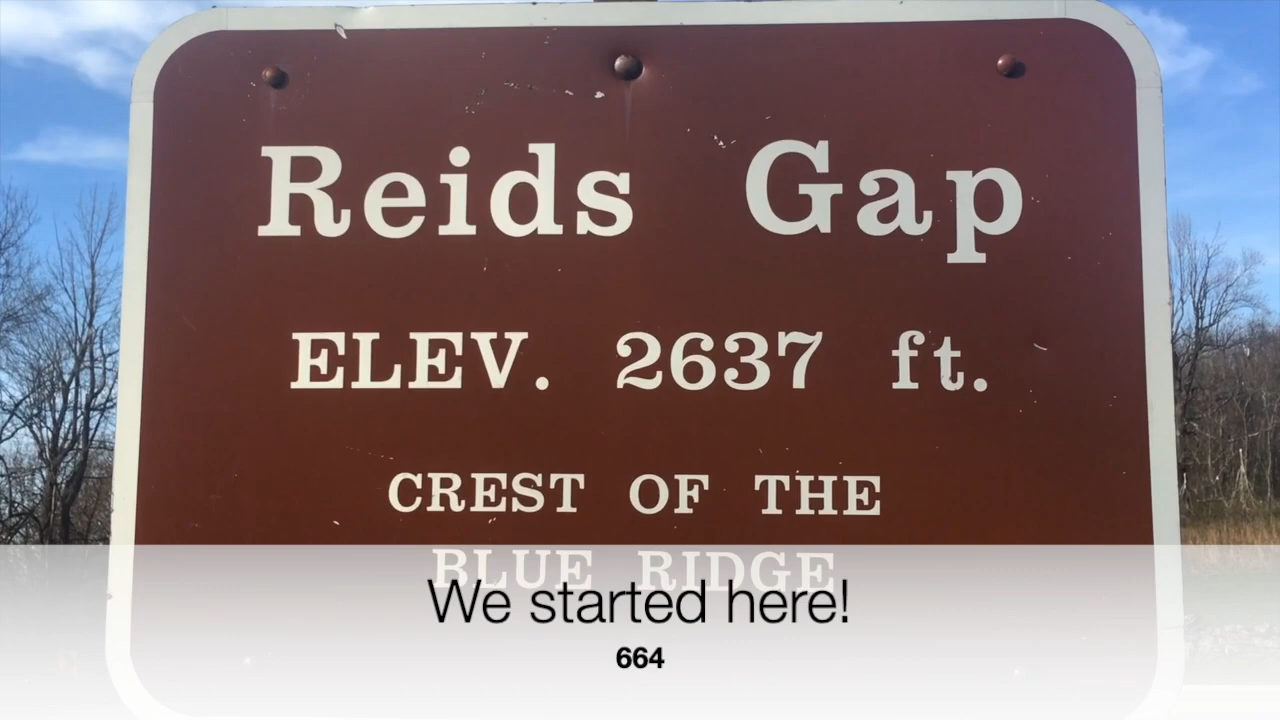 Reids Gap
ELEV. 2637 ft.
CREST OF THE
BLUE RIDGE
We started here!
664